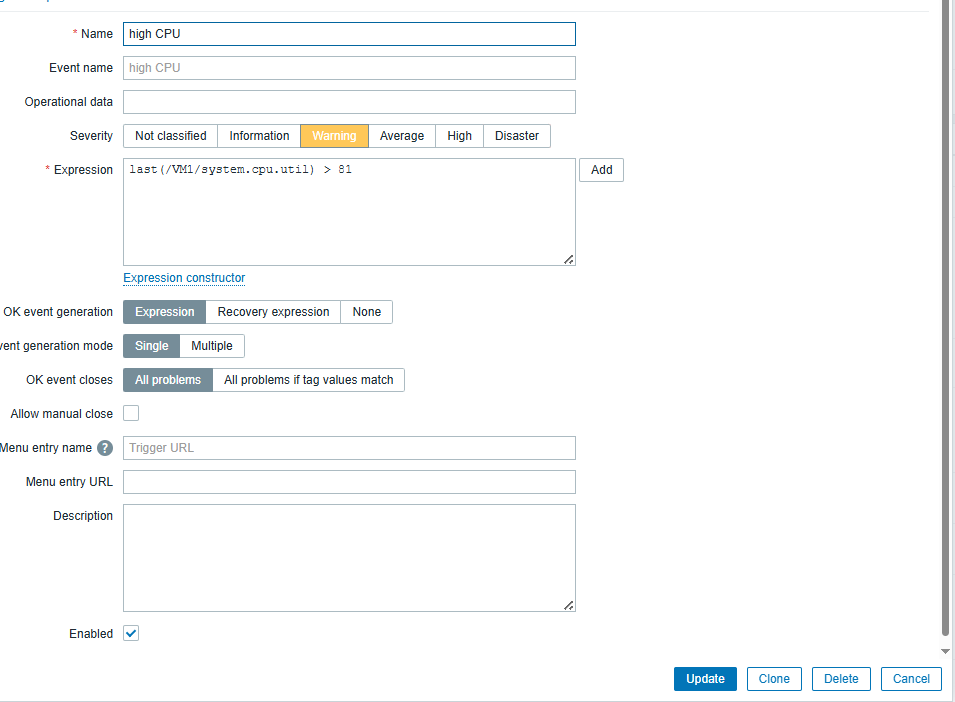 * Name high CPU
Event name high CPU
Operational data
Severity Not classified Information Warning Average High Disaster
* Expression last(/VM1/system.cpu.util) > 81 Add
Expression constructor
OK event generation Expression Recovery expression None
vent generation mode Single Multiple
OK event closes All problems All problems if tag values match
Allow manual close
Menu entry name ? Trigger URL
Menu entry URL
Description
Enabled
Update Clone Delete Cancel